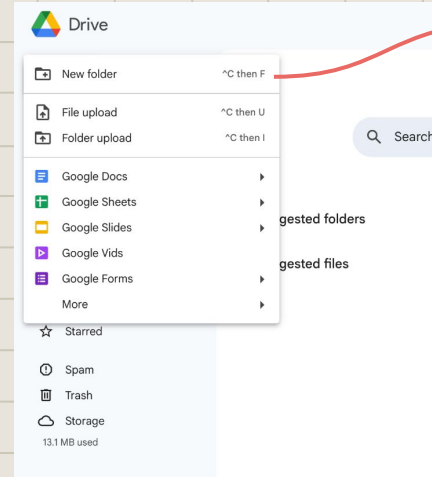 Drive
New folder ^C then F
File upload ^C then U
Folder upload ^C then I
Search
Google Docs
Google Sheets
Google Slides
gested folders
Google Vids
gested files
Google Forms
More
Starred
Spam
Trash
Storage
13.1 MB used